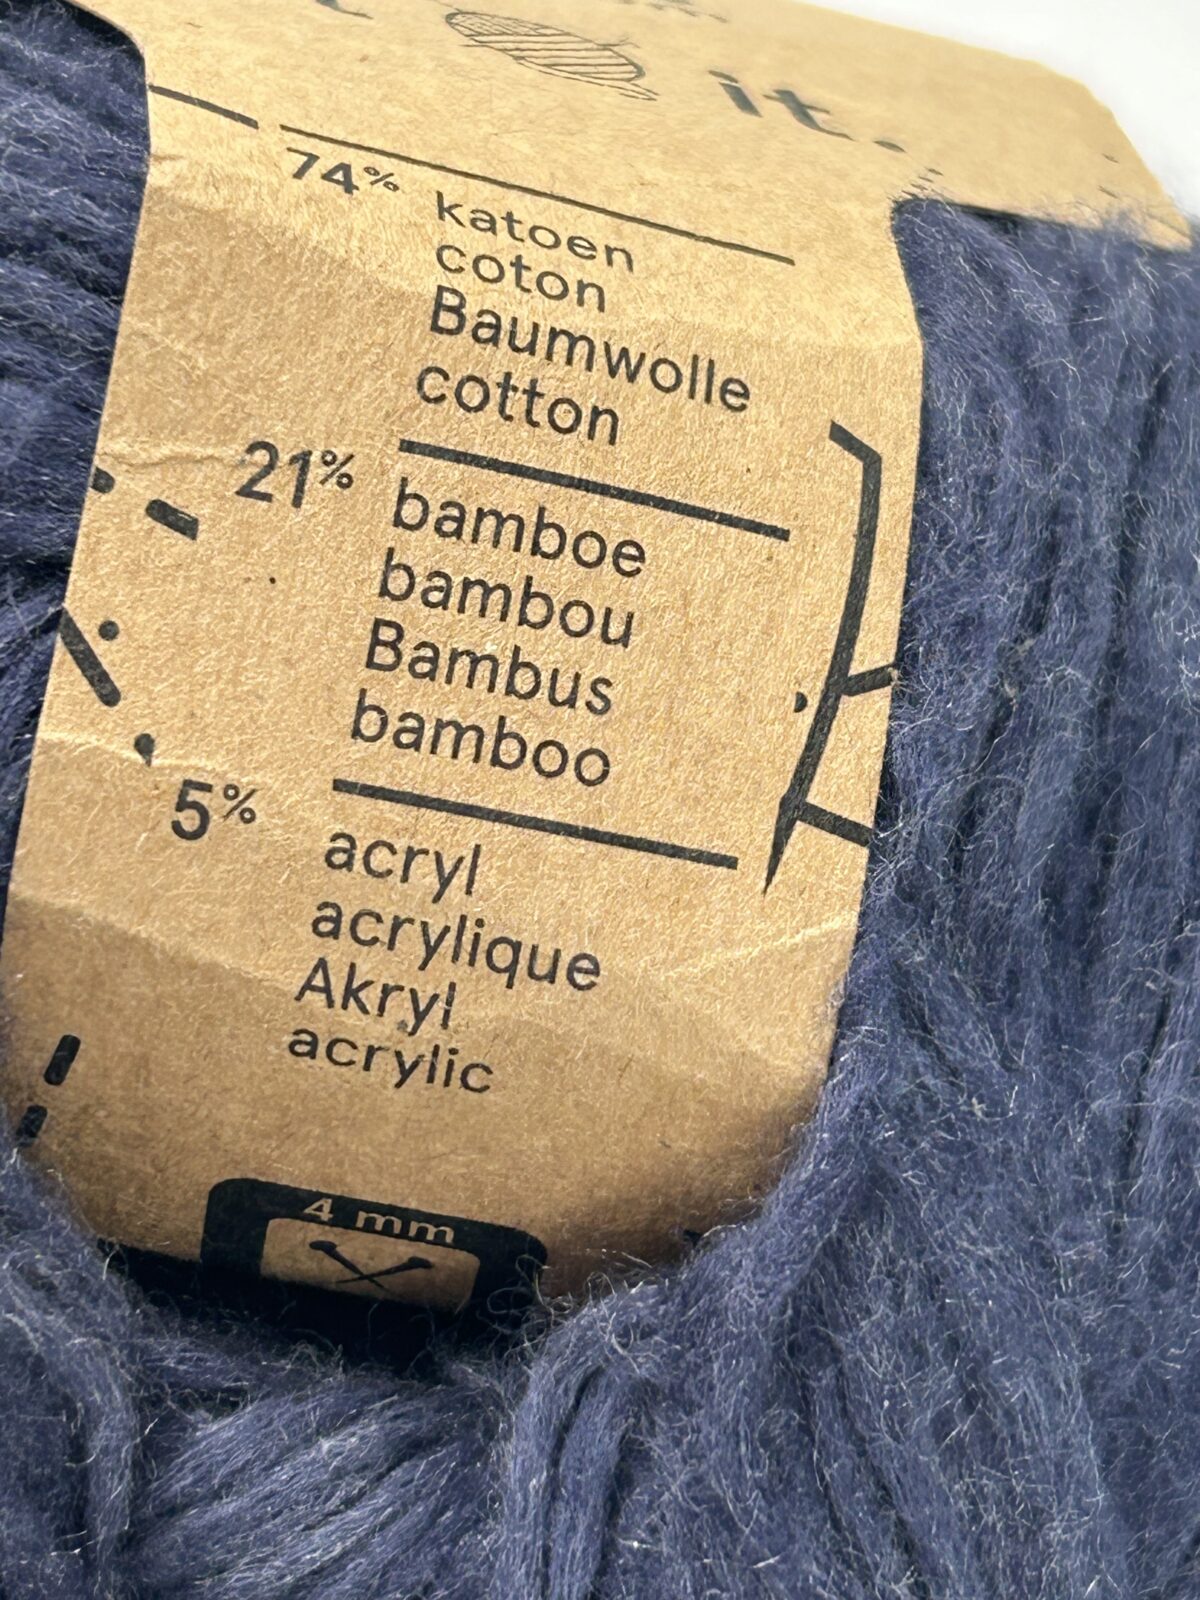 it.
74% katoen
coton
Baumwolle
cotton
21% bamboe
bambou
Bambus
bamboo
5% acryl
acrylique
Akryl
acrylic
4 mm